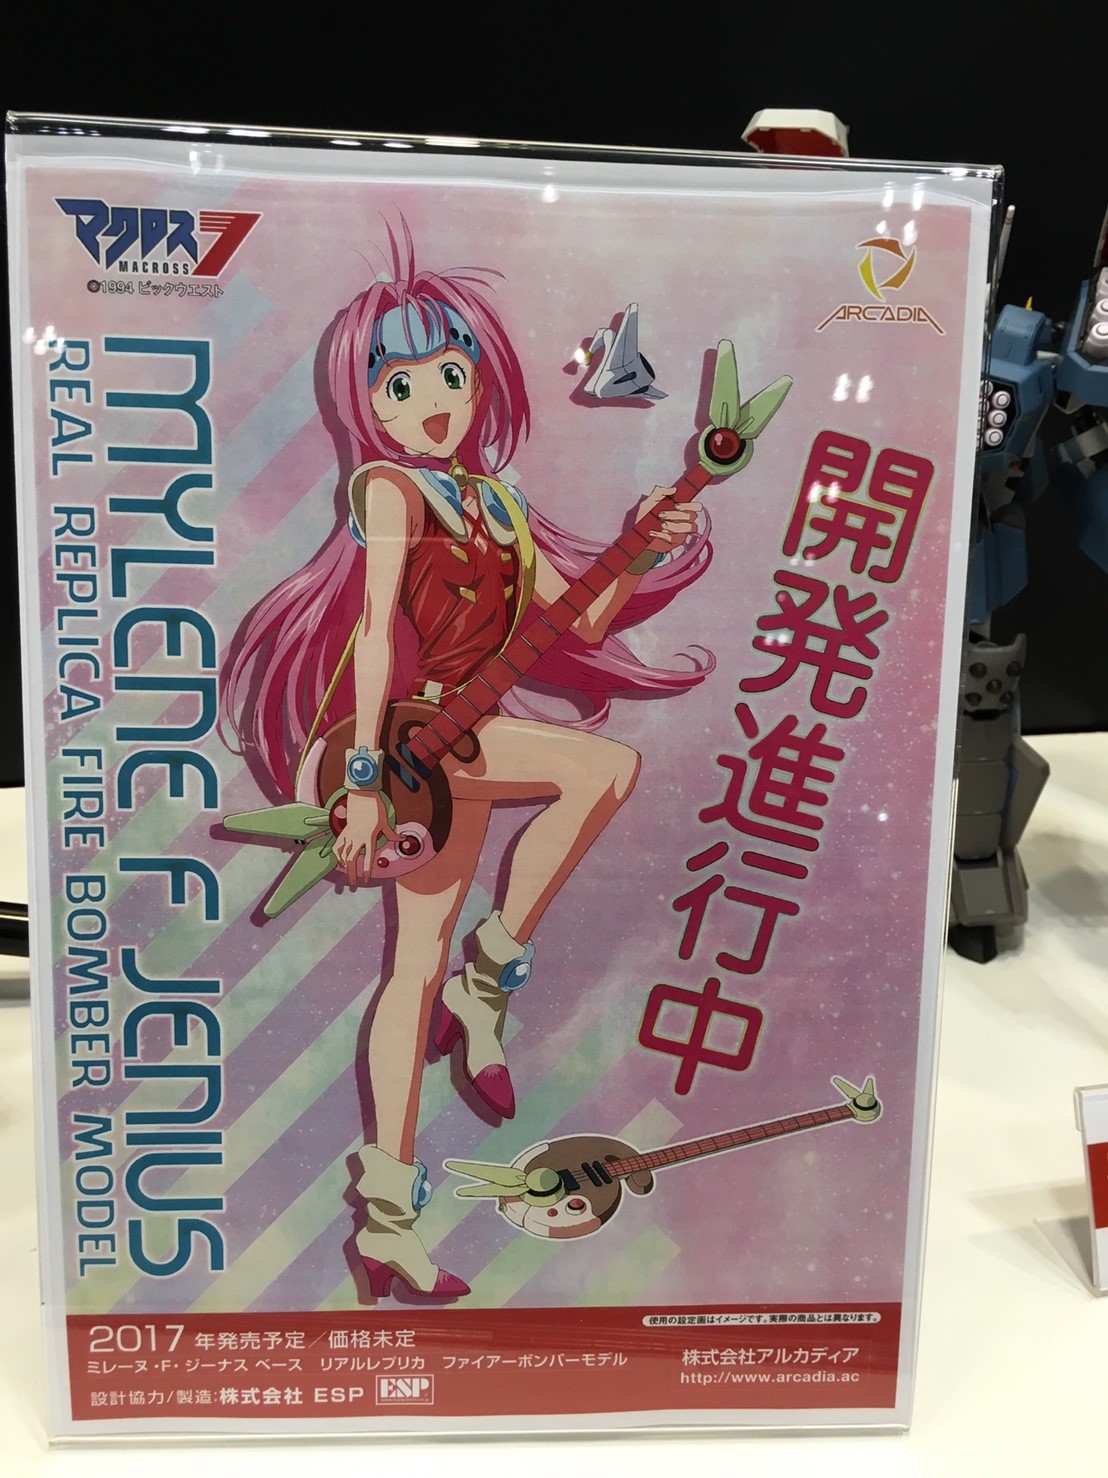 マクロス7
MACROSS
©1994 ビックウエスト
ARCADIA
MYLENE F JENIUS
REAL REPLICA FIRE BOMBER MODEL
開発進行中
使用の設定画はイメージです。実際の商品とは異なります。
2017年発売予定/価格未定
ミレーヌ・F・ジーナス ベース リアルレプリカ ファイアーボンバーモデル
設計協力/製造:株式会社 ESP ESP
株式会社アルカディア
http://www.arcadia.ac